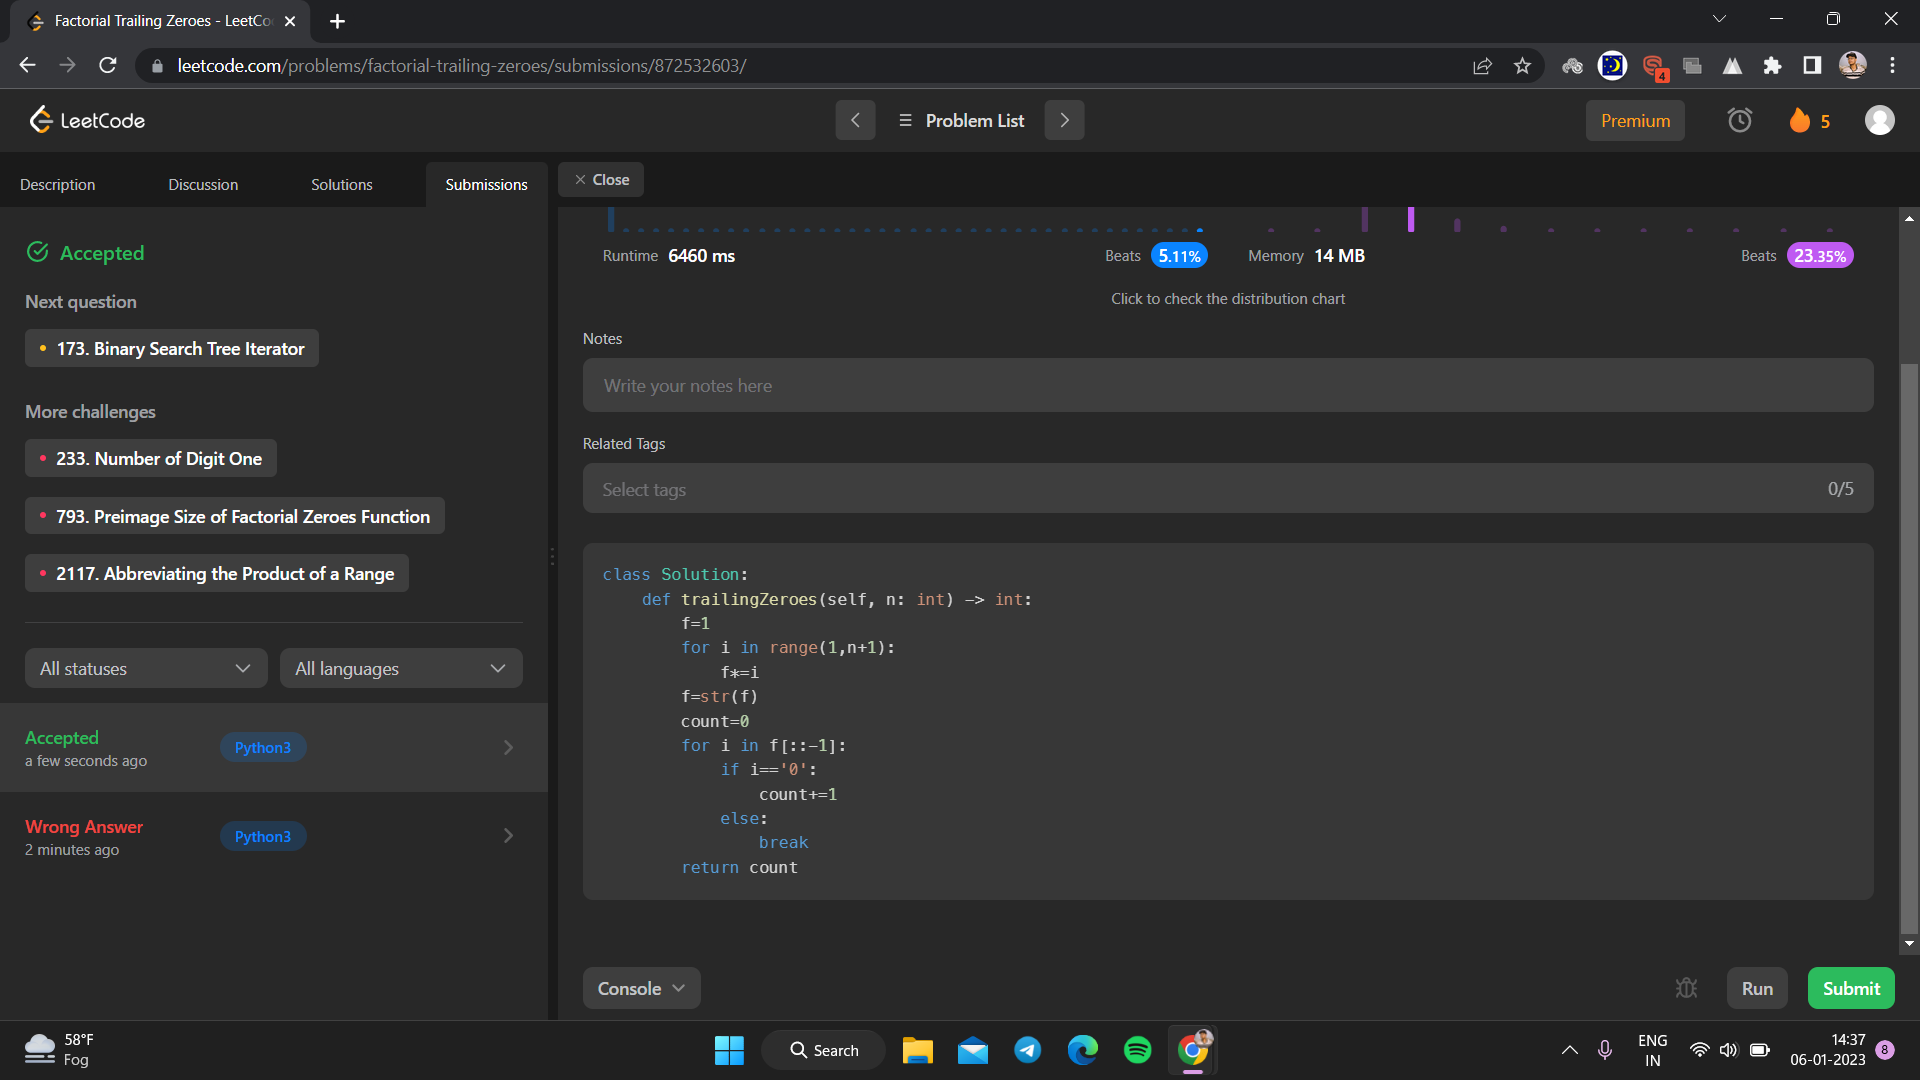 Factorial Trailing Zeroes - LeetCo
leetcode.com/problems/factorial-trailing-zeroes/submissions/872532603/
4
LeetCode
Problem List
Premium
5
Description
Discussion
Solutions
Submissions
Close
Accepted
Next question
173. Binary Search Tree Iterator
More challenges
233. Number of Digit One
793. Preimage Size of Factorial Zeroes Function
2117. Abbreviating the Product of a Range
All statuses
All languages
Accepted
a few seconds ago
Python3
Wrong Answer
2 minutes ago
Python3
Runtime 6460 ms
Beats 5.11%
Memory 14 MB
Beats 23.35%
Click to check the distribution chart
Notes
Write your notes here
Related Tags
Select tags
0/5
class Solution:
    def trailingZeroes(self, n: int) -> int:
        f=1
        for i in range(1,n+1):
            f*=i
        f=str(f)
        count=0
        for i in f[::-1]:
            if i=='0':
                count+=1
            else:
                break
        return count
Console
Run
Submit
58°F
Fog
Search
ENG
IN
14:37
06-01-2023
8